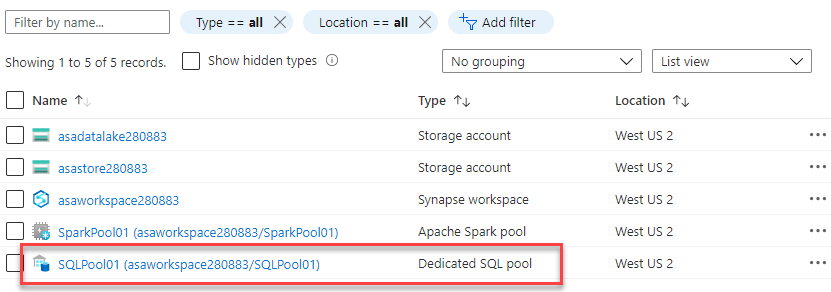 Filter by name... Type == all Location == all Add filter
Showing 1 to 5 of 5 records. Show hidden types No grouping List view
Name Type Location
asadatalake280883 Storage account West US 2
asastore280883 Storage account West US 2
asaworkspace280883 Synapse workspace West US 2
SparkPool01 (asaworkspace280883/SparkPool01) Apache Spark pool West US 2
SQLPool01 (asaworkspace280883/SQLPool01) Dedicated SQL pool West US 2